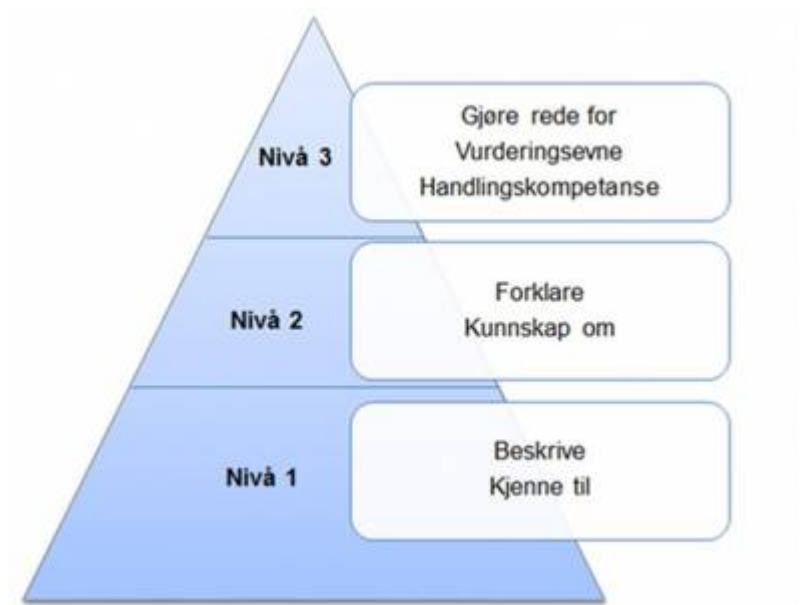 Nivå 3
Gjøre rede for
Vurderingsevne
Handlingskompetanse
Nivå 2
Forklare
Kunnskap om
Nivå 1
Beskrive
Kjenne til